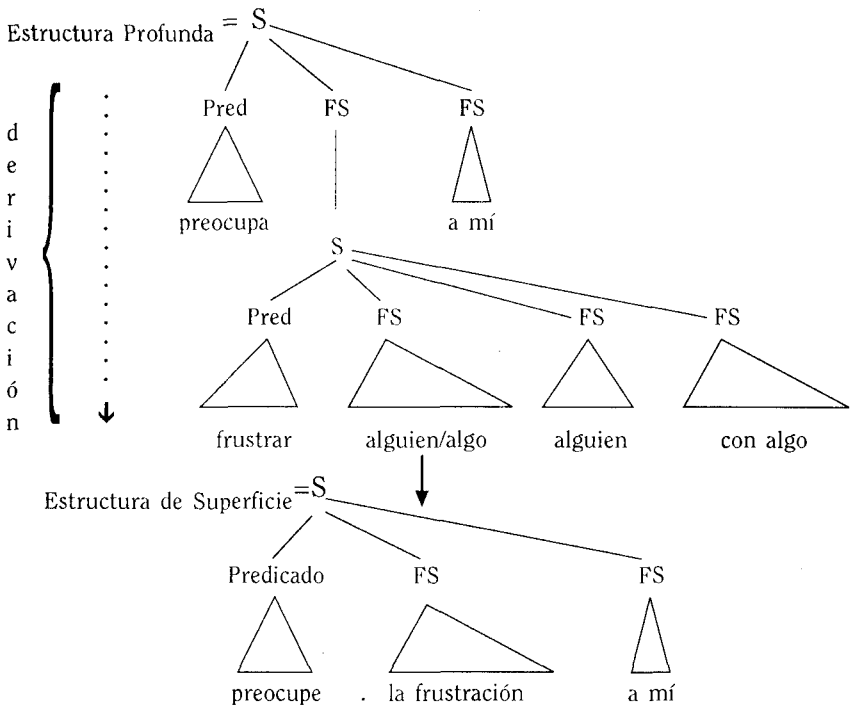 Estructura Profunda = S
Pred FS FS
derivación
preocupa a mí
S
Pred FS FS FS
frustrar alguien/algo alguien con algo
Estructura de Superficie =S
Predicado FS FS
preocupe . la frustración a mí